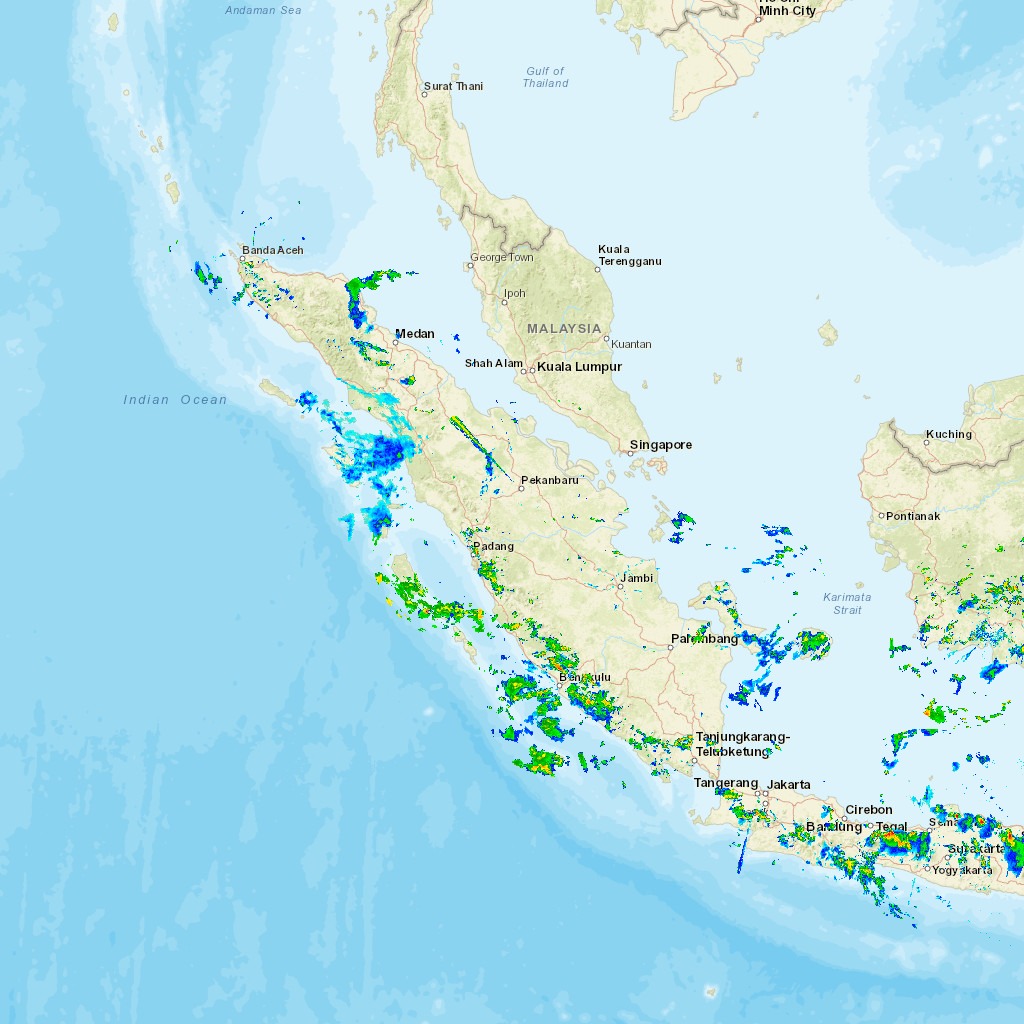 Andaman Sea
Minh City
Gulf of
Thailand
Surat Thani
Banda Aceh
George Town
Kuala
Terengganu
Ipoh
MALAYSIA
Medan
Kuantan
Shah Alam
Kuala Lumpur
Indian Ocean
Singapore
Kuching
Pekanbaru
Pontianak
Padang
Jambi
Karimata
Strait
Palembang
Bengkulu
Tanjungkarang-
Telubketung
Tangerang
Jakarta
Cirebon
Bandung
Tegal
Surakarta
Yogyakarta